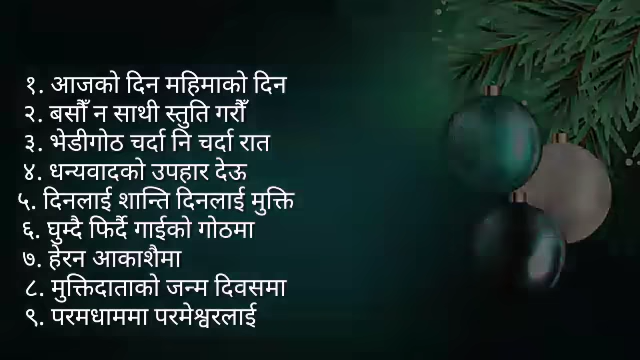 १. आजको दिन महिमाको दिन
२. बसौँ न साथी स्तुति गरौँ
३. भेडीगोठ चर्दा नि चर्दा रात
४. धन्यवादको उपहार देऊ
५. दिनलाई शान्ति दिनलाई मुक्ति
६. घुम्दै फिर्दै गाईको गोठमा
७. हेरन आकाशैमा
८. मुक्तिदाताको जन्म दिवसमा
९. परमधाममा परमेश्वरलाई